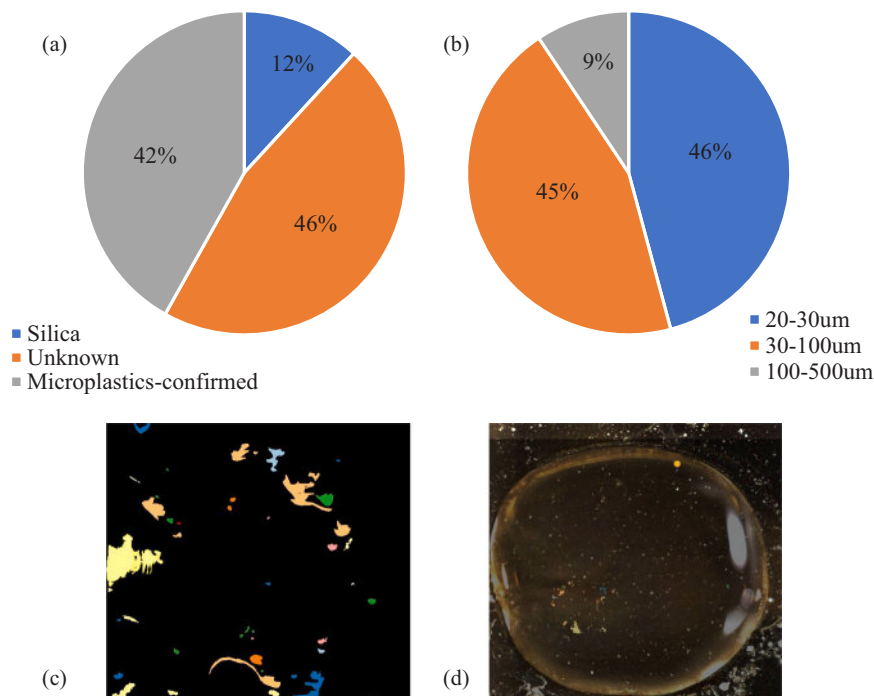 (a)
12%
42%
46%
Silica
Unknown
Microplastics-confirmed
(b)
9%
46%
45%
20-30um
30-100um
100-500um
(c)
(d)